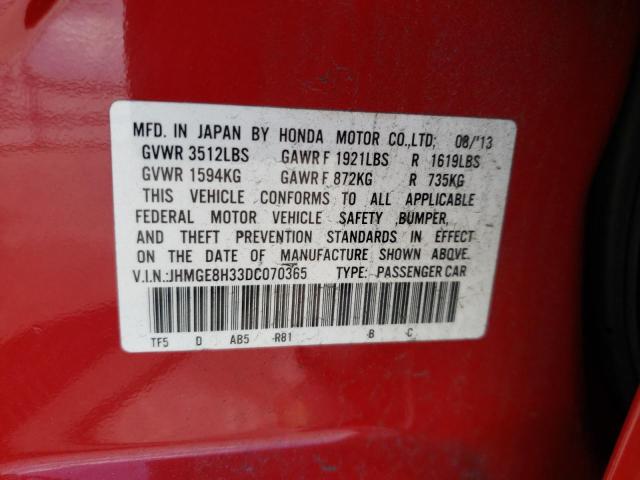 MFD. IN JAPAN BY HONDA MOTOR CO.,LTD; 08/'13
GVWR 3512LBS GAWR F 1921LBS R 1619LBS
GVWR 1594KG GAWR F 872KG R 735KG
THIS VEHICLE CONFORMS TO ALL APPLICABLE
FEDERAL MOTOR VEHICLE SAFETY ,BUMPER,
AND THEFT PREVENTION STANDARDS IN EFFECT
ON THE DATE OF MANUFACTURE SHOWN ABOVE.
V.I.N.:JHMGE8H33DC070365 TYPE: PASSENGER CAR
TF5 D AB5 -R81 -B -C